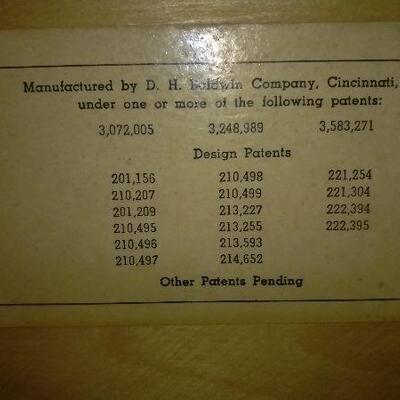 Manufactured by D. H. Baldwin Company, Cincinnati,
under one or more of the following patents:
3,072,005 3,248,989 3,583,271
Design Patents
201,156 210,498 221,254
210,207 210,499 221,304
201,209 213,227 222,394
210,495 213,255 222,395
210,496 213,593
210,497 214,652
Other Patents Pending